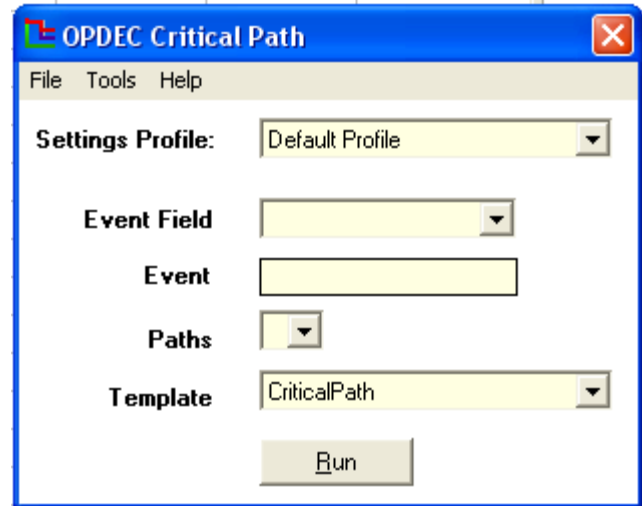 OPDEC Critical Path
File Tools Help
Settings Profile: Default Profile
Event Field
Event
Paths
Template CriticalPath
Run